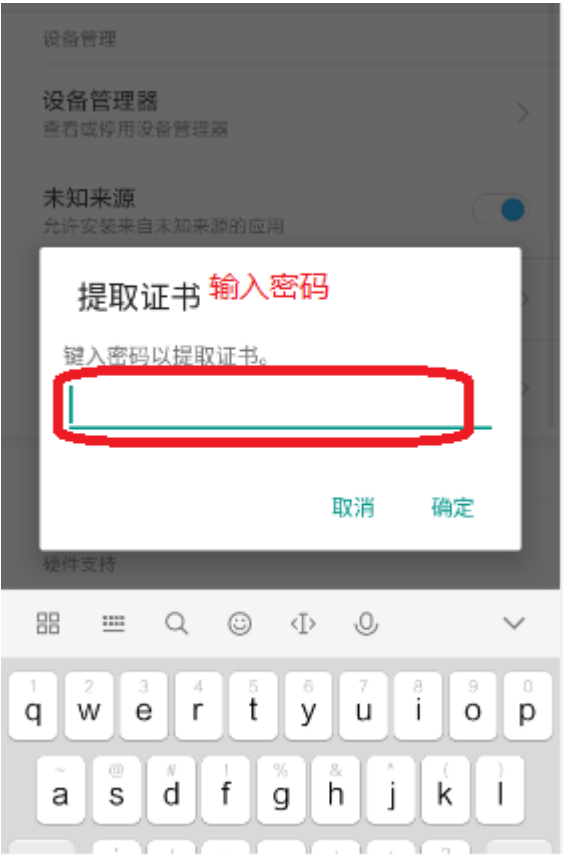 设备管理
设备管理器
查看或停用设备管理器
未知来源
允许安装来自未知来源的应用
提取证书 输入密码
键入密码以提取证书。
取消 确定
硬件支持
1 2 3 4 5 6 7 8 9 0
q w e r t y u i o p
~ @ # ! % & * ( )
a s d f g h j k l